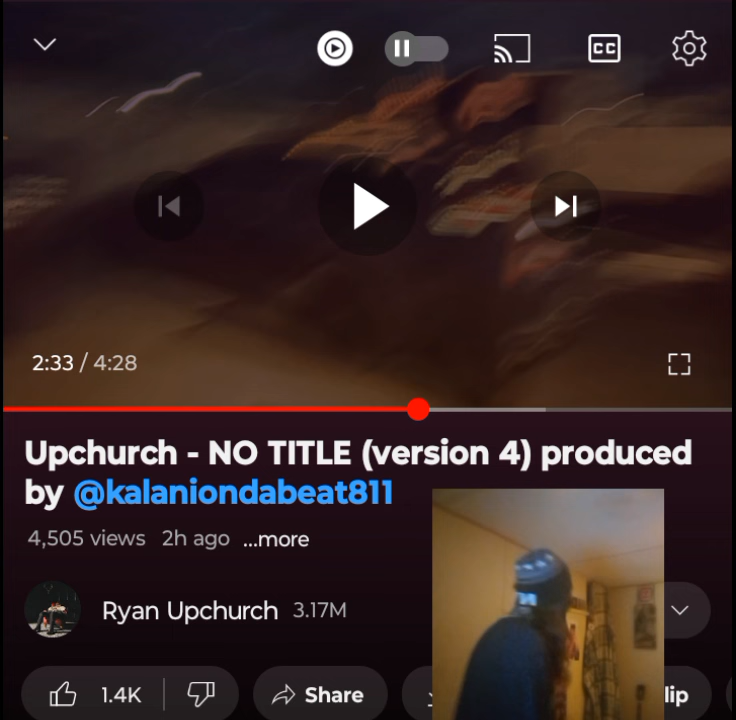 CC
2:33 / 4:28
Upchurch - NO TITLE (version 4) produced
by @kalaniondabeat811
4,505 views 2h ago ...more
Ryan Upchurch 3.17M
1.4K Share lip